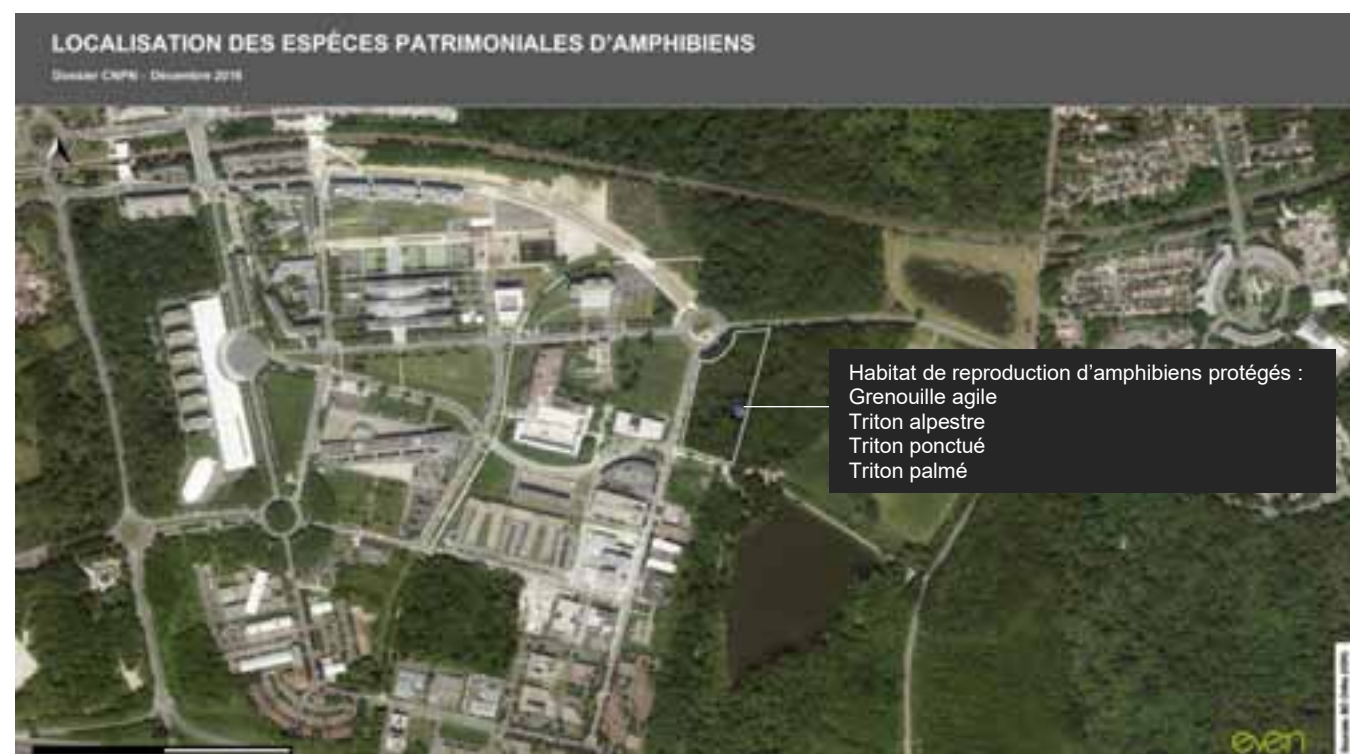 LOCALISATION DES ESPÈCES PATRIMONIALES D'AMPHIBIENS
Dossier CNPN - Décembre 2016
Habitat de reproduction d’amphibiens protégés :
Grenouille agile
Triton alpestre
Triton ponctué
Triton palmé
even